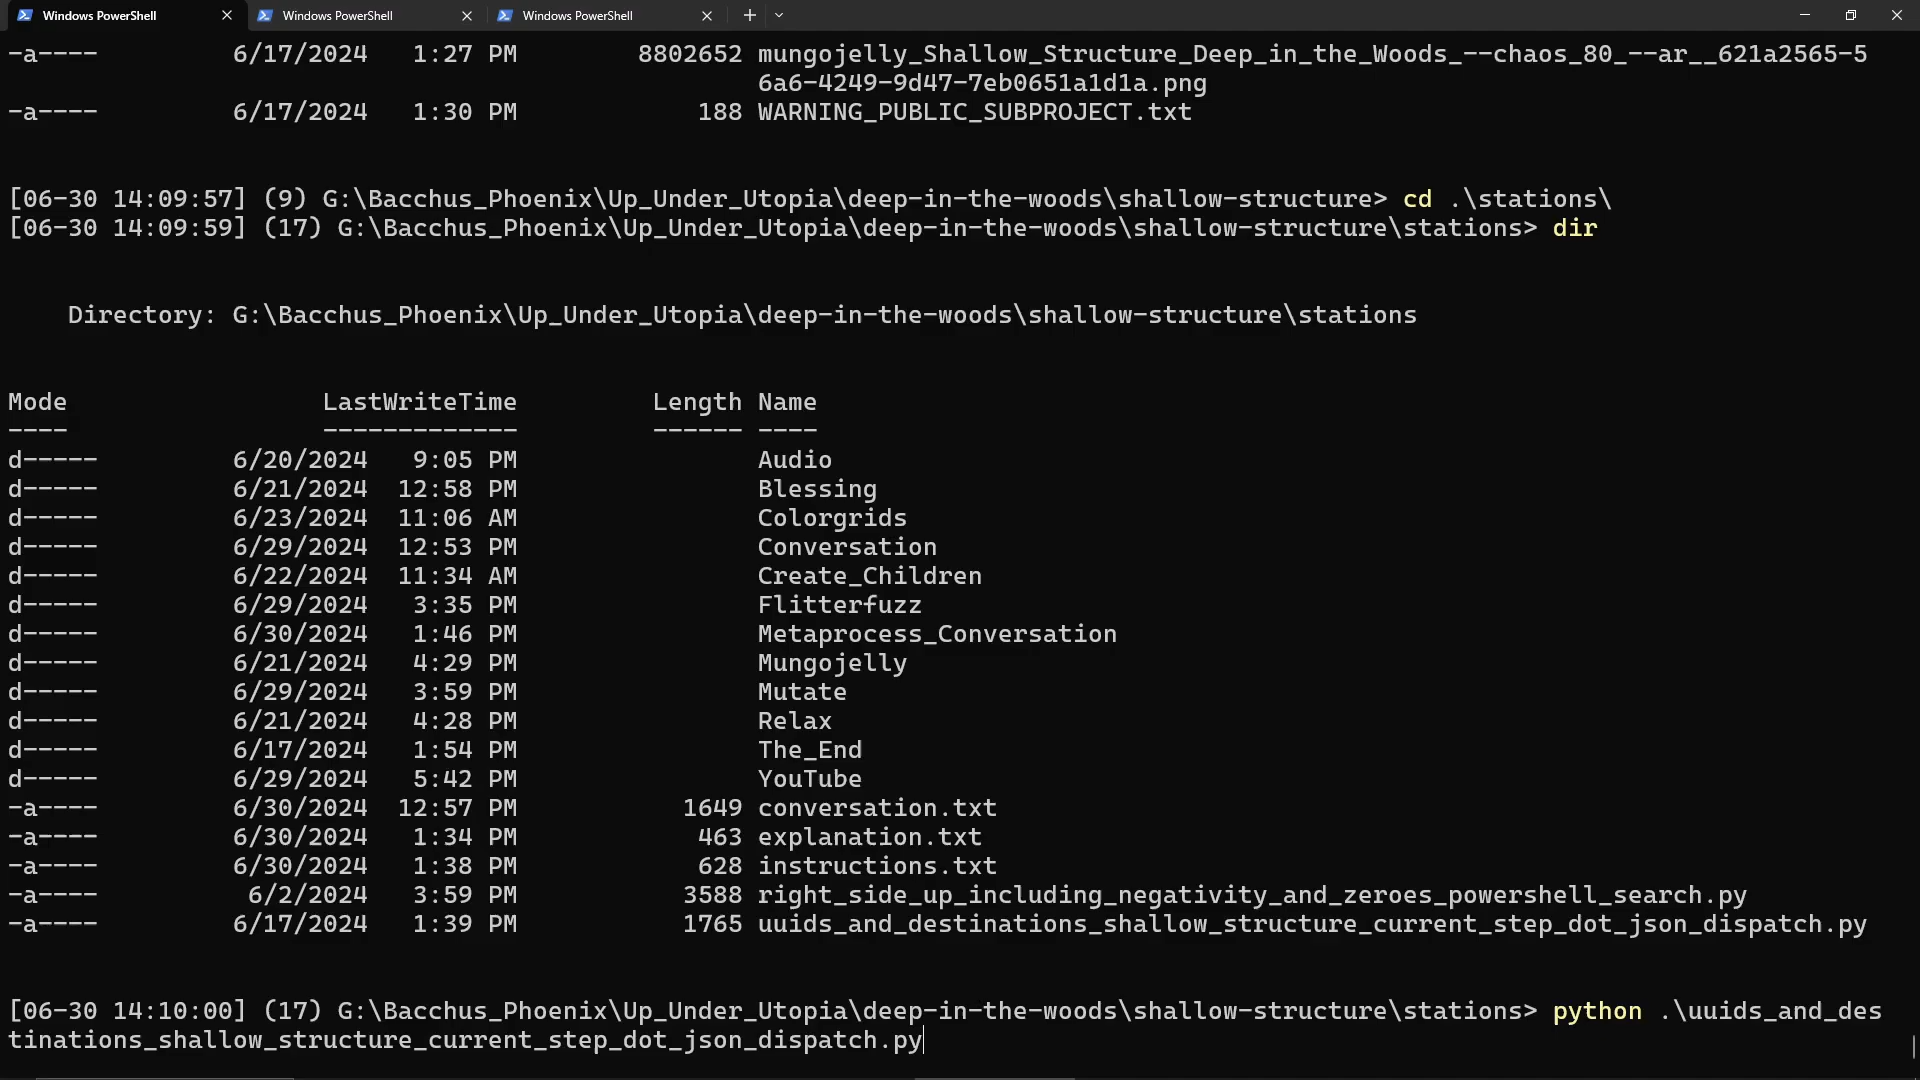 Windows PowerShell Windows PowerShell Windows PowerShell
-a---- 6/17/2024 1:27 PM 8802652 mungojelly_Shallow_Structure_Deep_in_the_Woods_--chaos_80_--ar__621a2565-5
6a6-4249-9d47-7eb0651a1d1a.png
-a---- 6/17/2024 1:30 PM 188 WARNING_PUBLIC_SUBPROJECT.txt
[06-30 14:09:57] (9) G:\Bacchus_Phoenix\Up_Under_Utopia\deep-in-the-woods\shallow-structure> cd .\stations\
[06-30 14:09:59] (17) G:\Bacchus_Phoenix\Up_Under_Utopia\deep-in-the-woods\shallow-structure\stations> dir
Directory: G:\Bacchus_Phoenix\Up_Under_Utopia\deep-in-the-woods\shallow-structure\stations
Mode LastWriteTime Length Name
---- ------------- ------ ----
d----- 6/20/2024 9:05 PM Audio
d----- 6/21/2024 12:58 PM Blessing
d----- 6/23/2024 11:06 AM Colorgrids
d----- 6/29/2024 12:53 PM Conversation
d----- 6/22/2024 11:34 AM Create_Children
d----- 6/29/2024 3:35 PM Flitterfuzz
d----- 6/30/2024 1:46 PM Metaprocess_Conversation
d----- 6/21/2024 4:29 PM Mungojelly
d----- 6/29/2024 3:59 PM Mutate
d----- 6/21/2024 4:28 PM Relax
d----- 6/17/2024 1:54 PM The_End
d----- 6/29/2024 5:42 PM YouTube
-a---- 6/30/2024 12:57 PM 1649 conversation.txt
-a---- 6/30/2024 1:34 PM 463 explanation.txt
-a---- 6/30/2024 1:38 PM 628 instructions.txt
-a---- 6/2/2024 3:59 PM 3588 right_side_up_including_negativity_and_zeroes_powershell_search.py
-a---- 6/17/2024 1:39 PM 1765 uuids_and_destinations_shallow_structure_current_step_dot_json_dispatch.py
[06-30 14:10:00] (17) G:\Bacchus_Phoenix\Up_Under_Utopia\deep-in-the-woods\shallow-structure\stations> python .\uuids_and_des
tinations_shallow_structure_current_step_dot_json_dispatch.py